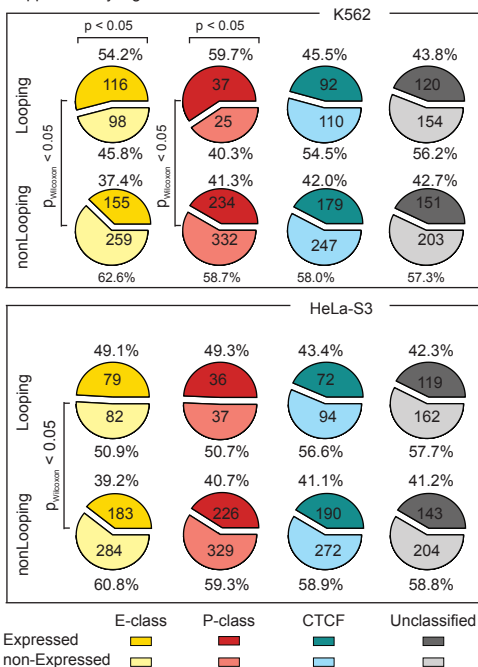 K562
p < 0.05 p < 0.05
54.2% 59.7% 45.5% 43.8%
Looping
116 37 92 120
98 25 110 154
45.8% 40.3% 54.5% 56.2%
pWilcoxon < 0.05 pWilcoxon < 0.05
37.4% 41.3% 42.0% 42.7%
nonLooping
155 234 179 151
259 332 247 203
62.6% 58.7% 58.0% 57.3%
HeLa-S3
49.1% 49.3% 43.4% 42.3%
Looping
79 36 72 119
82 37 94 162
50.9% 50.7% 56.6% 57.7%
pWilcoxon < 0.05
39.2% 40.7% 41.1% 41.2%
nonLooping
183 226 190 143
284 329 272 204
60.8% 59.3% 58.9% 58.8%
E-class P-class CTCF Unclassified
Expressed
non-Expressed